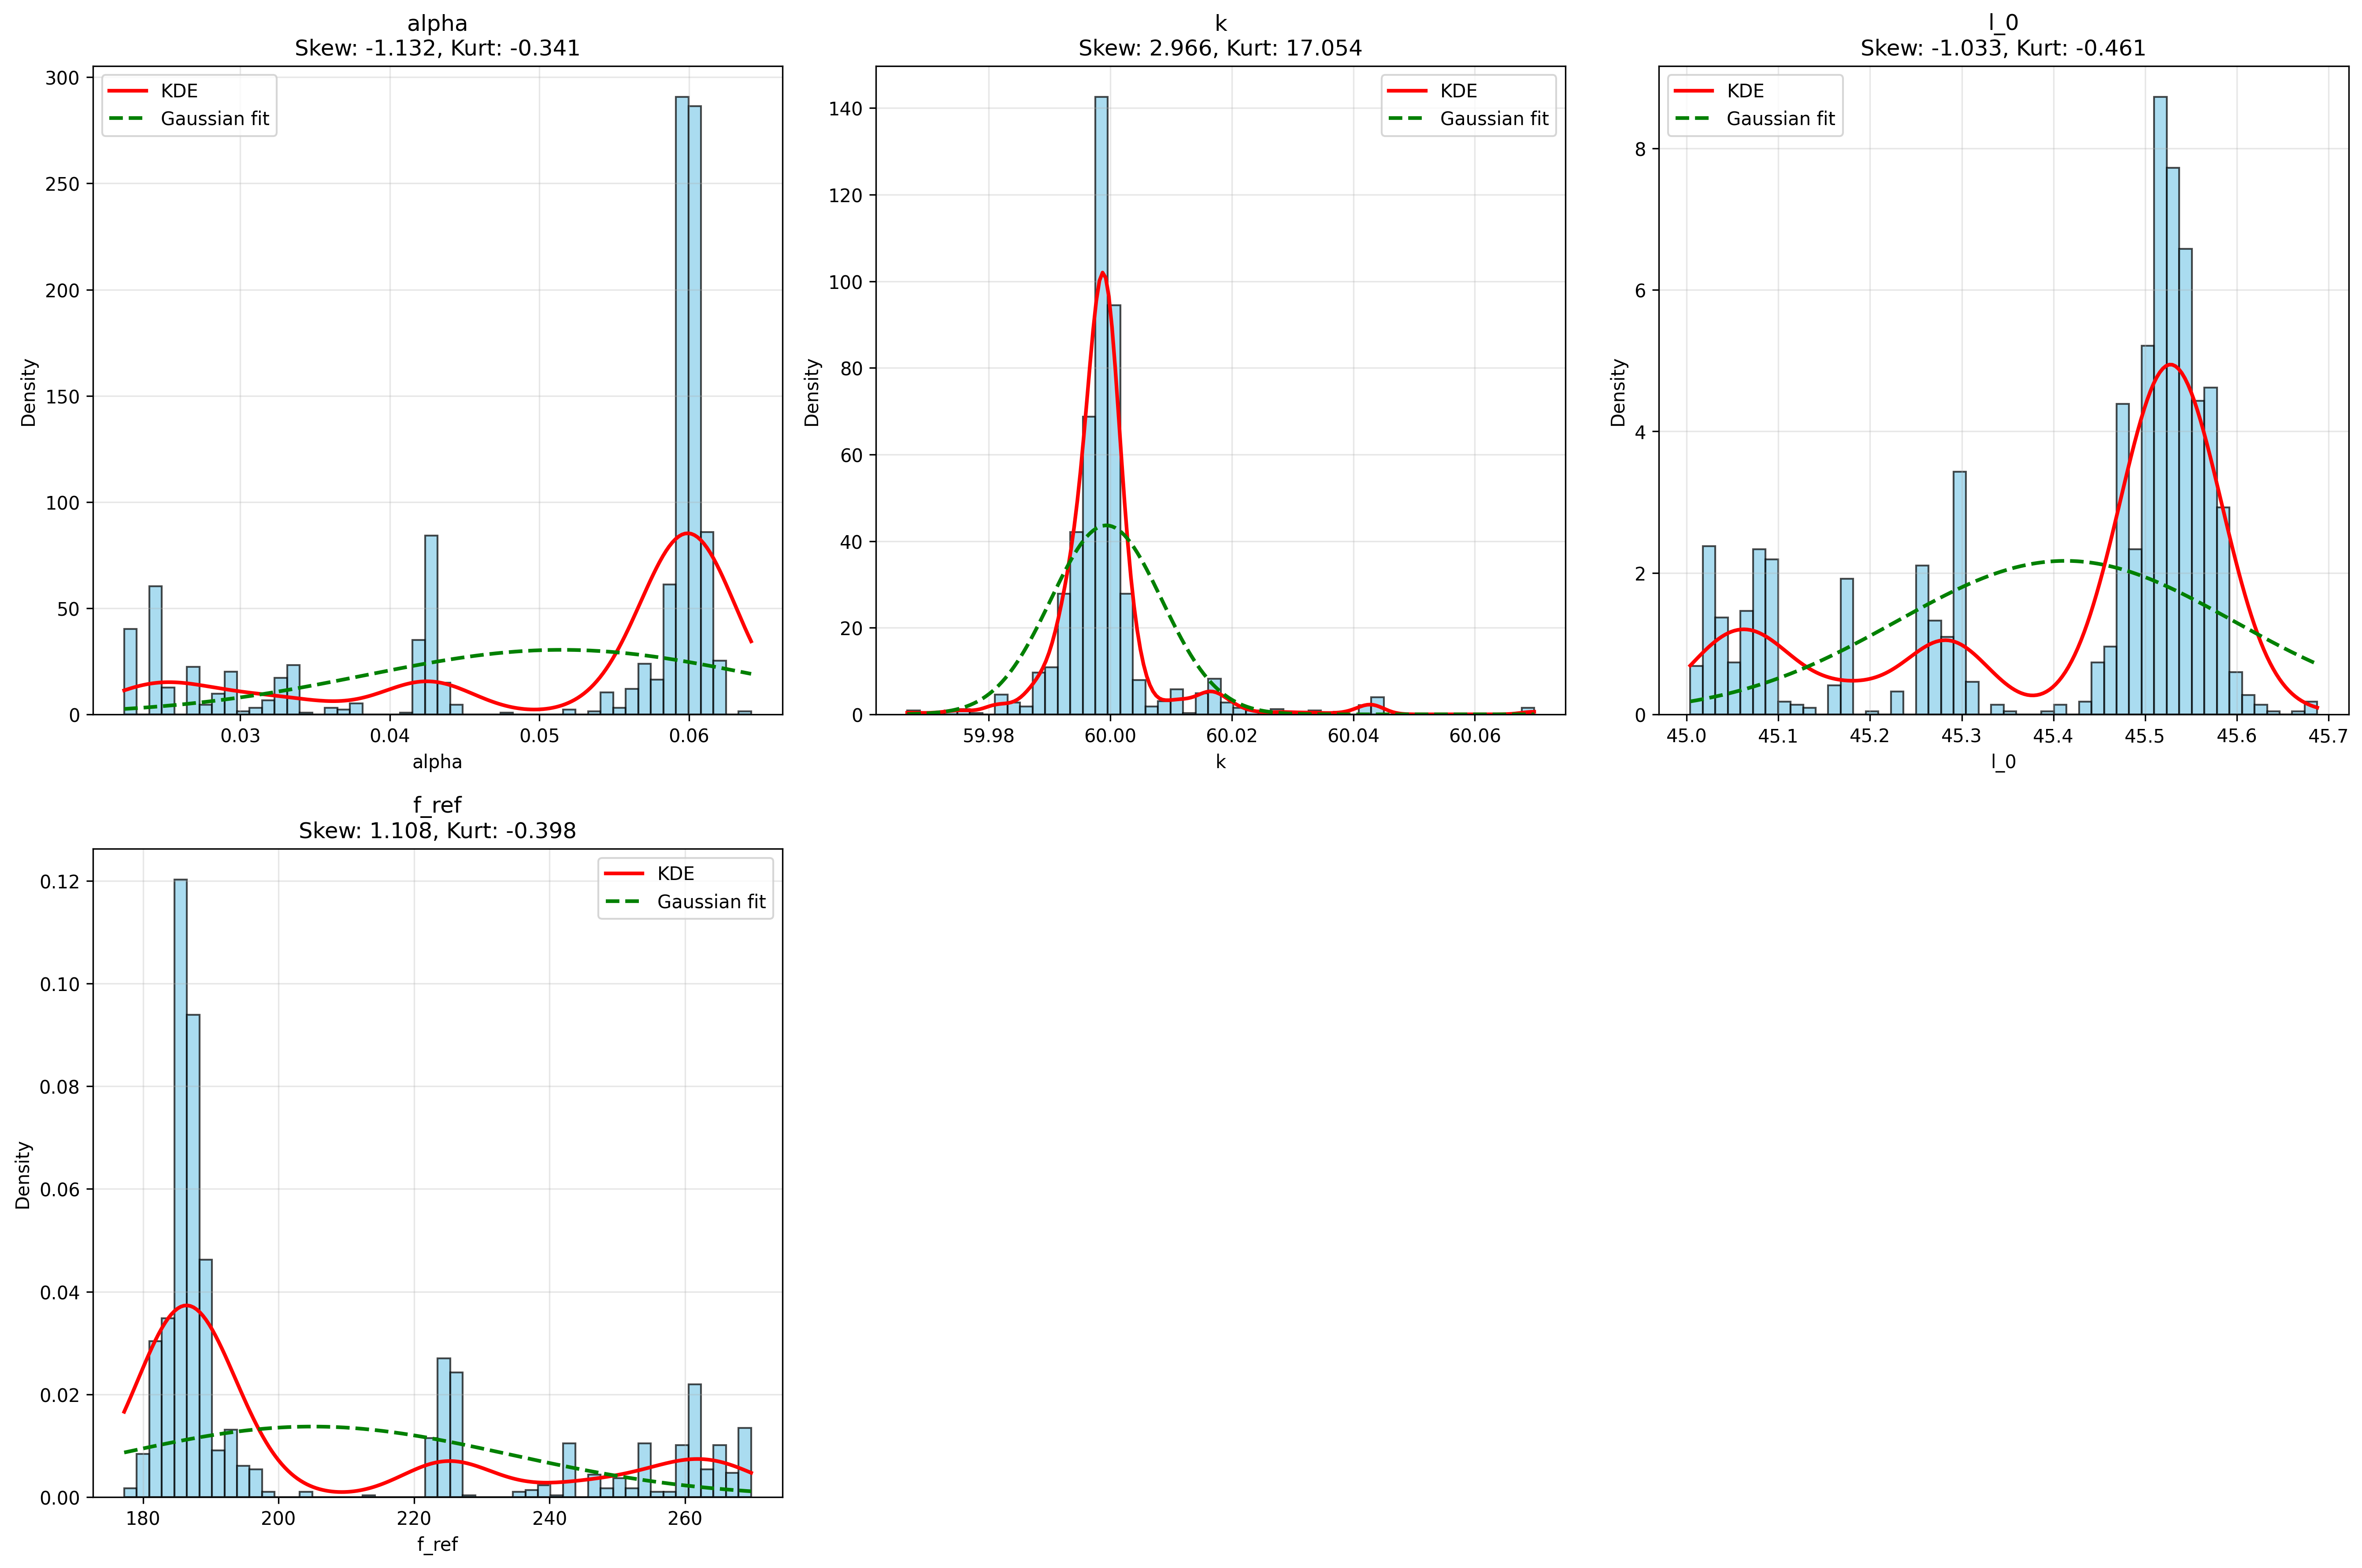 alpha
Skew: -1.132, Kurt: -0.341
KDE
Gaussian fit
300
250
200
150
100
50
0
Density
0.03 0.04 0.05 0.06
alpha
k
Skew: 2.966, Kurt: 17.054
KDE
Gaussian fit
140
120
100
80
60
40
20
0
Density
59.98 60.00 60.02 60.04 60.06
k
l_0
Skew: -1.033, Kurt: -0.461
KDE
Gaussian fit
8
6
4
2
0
Density
45.0 45.1 45.2 45.3 45.4 45.5 45.6 45.7
l_0
f_ref
Skew: 1.108, Kurt: -0.398
KDE
Gaussian fit
0.12
0.10
0.08
0.06
0.04
0.02
0.00
Density
180 200 220 240 260
f_ref